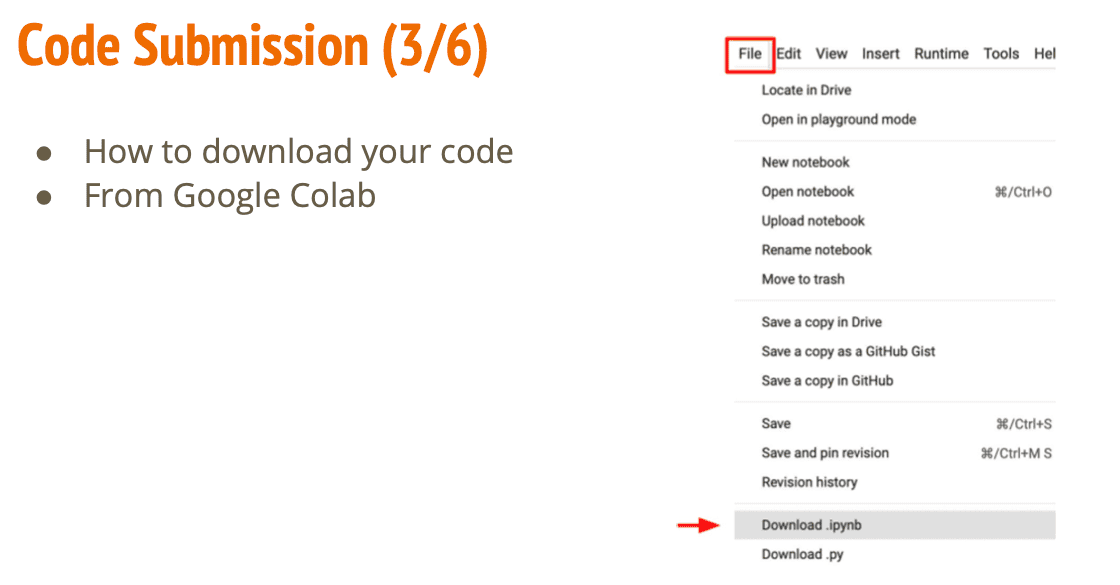 Code Submission (3/6)
● How to download your code
● From Google Colab
File Edit View Insert Runtime Tools Hel
Locate in Drive
Open in playground mode
New notebook
Open notebook ⌘/Ctrl+O
Upload notebook
Rename notebook
Move to trash
Save a copy in Drive
Save a copy as a GitHub Gist
Save a copy in GitHub
Save ⌘/Ctrl+S
Save and pin revision ⌘/Ctrl+M S
Revision history
Download .ipynb
Download .py